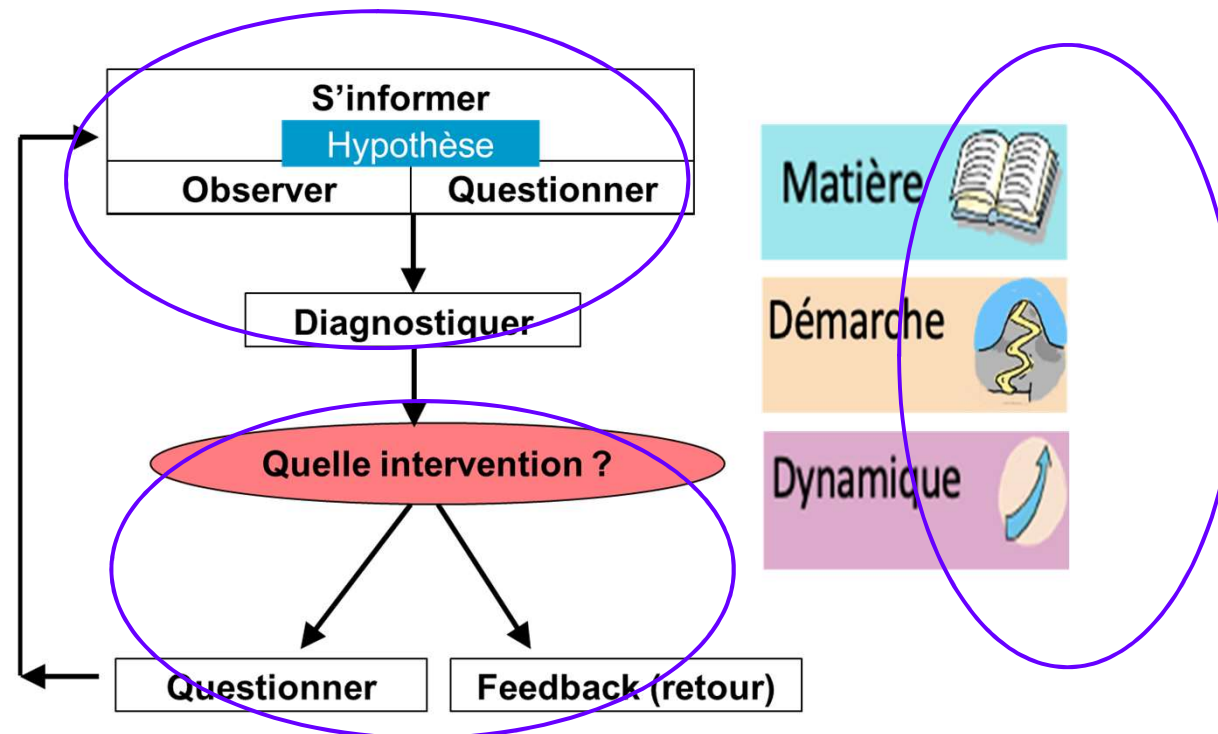 S’informer
Hypothèse
Observer
Questionner
Diagnostiquer
Quelle intervention ?
Questionner
Feedback (retour)
Matière
Démarche
Dynamique